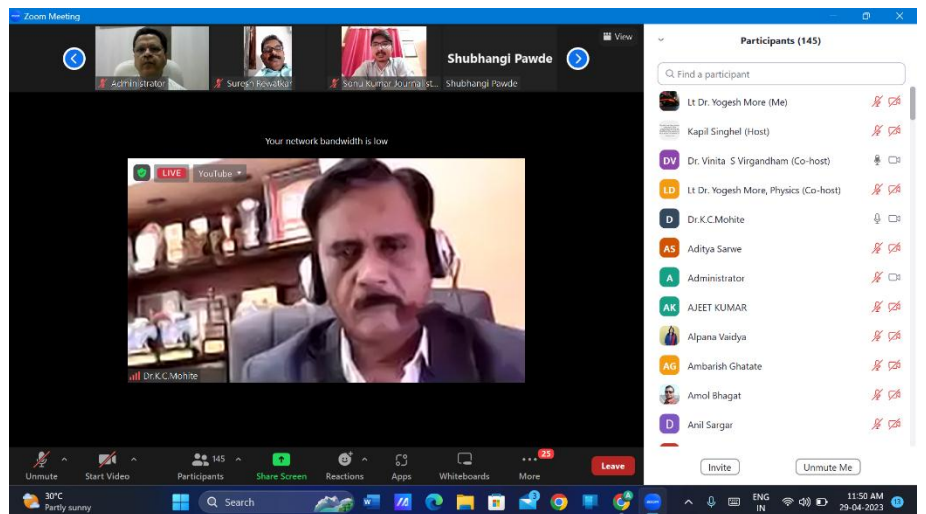 Zoom Meeting
View
Administrator
Suresh Rewatkar
Sonu Kumar Journalist...
Shubhangi Pawde
Shubhangi Pawde
Your network bandwidth is low
LIVE YouTube
Dr.K.C.Mohite
Participants (145)
Find a participant
Lt Dr. Yogesh More (Me)
Kapil Singhel (Host)
DV Dr. Vinita S Virgandham (Co-host)
LD Lt Dr. Yogesh More, Physics (Co-host)
D Dr.K.C.Mohite
AS Aditya Sarwe
A Administrator
AK AJEET KUMAR
Alpana Vaidya
AG Ambarish Ghatate
Amol Bhagat
D Anil Sargar
Invite
Unmute Me
145
25
Unmute
Start Video
Participants
Share Screen
Reactions
Apps
Whiteboards
More
Leave
30°C
Partly sunny
Search
ENG
IN
11:50 AM
29-04-2023